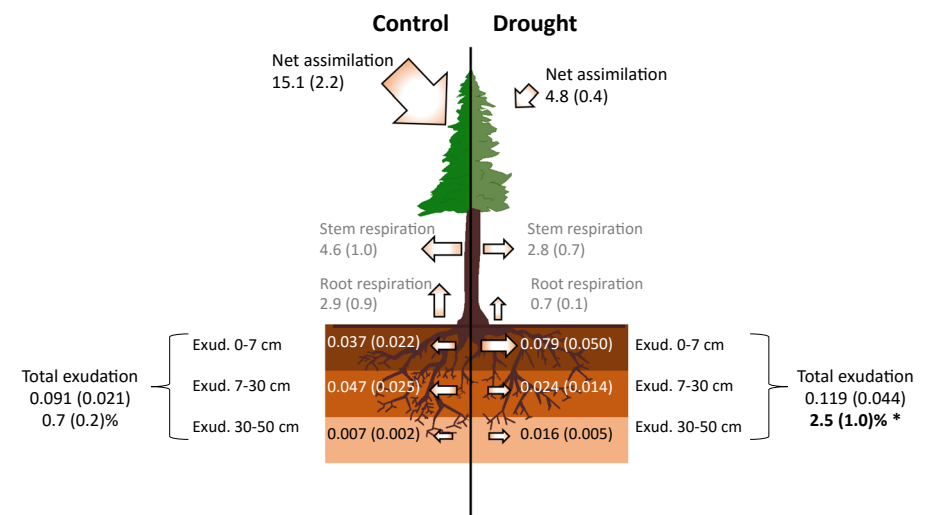 Control
Drought
Net assimilation
15.1 (2.2)
Net assimilation
4.8 (0.4)
Stem respiration
4.6 (1.0)
Stem respiration
2.8 (0.7)
Root respiration
2.9 (0.9)
Root respiration
0.7 (0.1)
Total exudation
0.091 (0.021)
0.7 (0.2)%
Exud. 0-7 cm
0.037 (0.022)
0.079 (0.050)
Exud. 0-7 cm
Exud. 7-30 cm
0.047 (0.025)
0.024 (0.014)
Exud. 7-30 cm
Exud. 30-50 cm
0.007 (0.002)
0.016 (0.005)
Exud. 30-50 cm
Total exudation
0.119 (0.044)
2.5 (1.0)% *